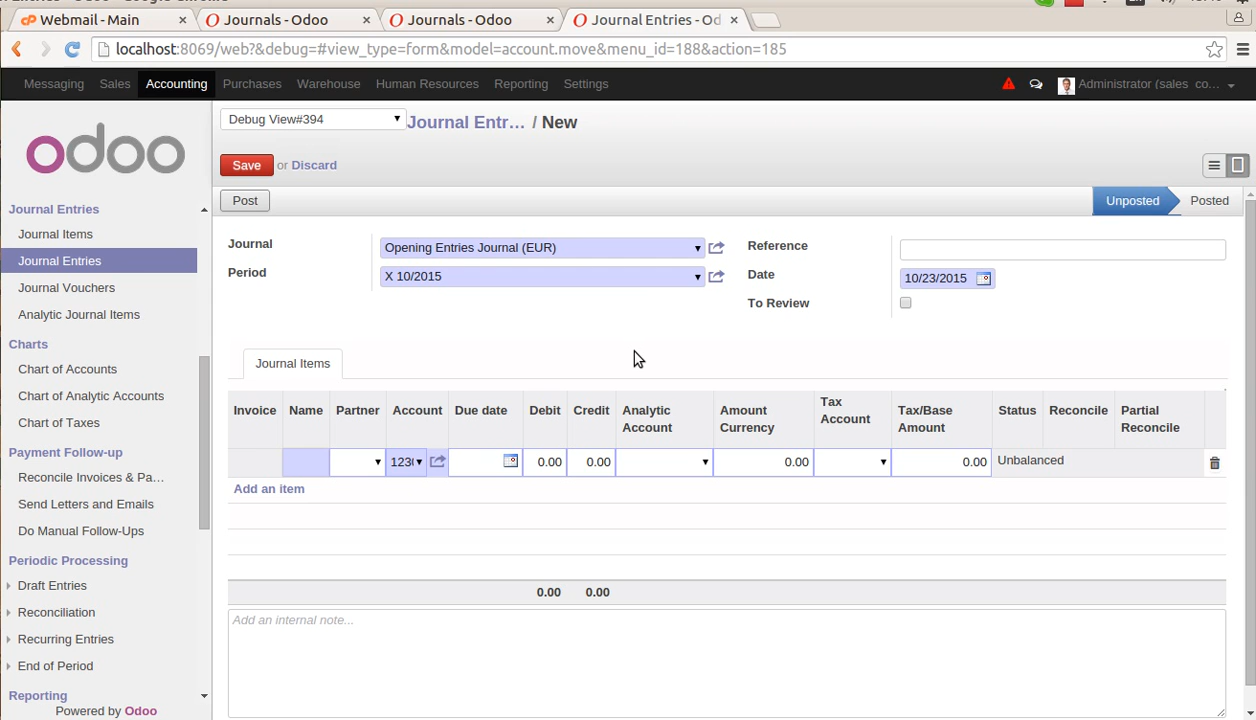 Webmail - Main
Journals - Odoo
Journals - Odoo
Journal Entries - Od
localhost:8069/web?&debug=#view_type=form&model=account.move&menu_id=188&action=185
Messaging Sales Accounting Purchases Warehouse Human Resources Reporting Settings Administrator (sales co...
odoo
Debug View#394 Journal Entr... / New
Save or Discard
Post Unposted Posted
Journal Entries
Journal Items
Journal Entries
Journal Vouchers
Analytic Journal Items
Charts
Chart of Accounts
Chart of Analytic Accounts
Chart of Taxes
Payment Follow-up
Reconcile Invoices & Pa...
Send Letters and Emails
Do Manual Follow-Ups
Periodic Processing
Draft Entries
Reconciliation
Recurring Entries
End of Period
Reporting
Powered by Odoo
Journal Opening Entries Journal (EUR)
Period X 10/2015
Reference
Date 10/23/2015
To Review
Journal Items
Invoice Name Partner Account Due date Debit Credit Analytic Account Amount Currency Tax Account Tax/Base Amount Status Reconcile Partial Reconcile
0.00 0.00 0.00 0.00 Unbalanced
Add an item
0.00 0.00
Add an internal note...